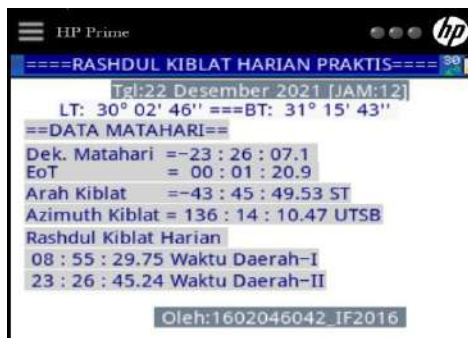 HP Prime
hp
====RASHDUL KIBLAT HARIAN PRAKTIS====
Tgl:22 Desember 2021 [JAM:12]
LT: 30° 02' 46'' ===BT: 31° 15' 43''
==DATA MATAHARI==
Dek. Matahari =−23 : 26 : 07.1
EoT = 00 : 01 : 20.9
Arah Kiblat =−43 : 45 : 49.53 ST
Azimuth Kiblat = 136 : 14 : 10.47 UTSB
Rashdul Kiblat Harian
08 : 55 : 29.75 Waktu Daerah−I
23 : 26 : 45.24 Waktu Daerah−II
Oleh:1602046042_IF2016